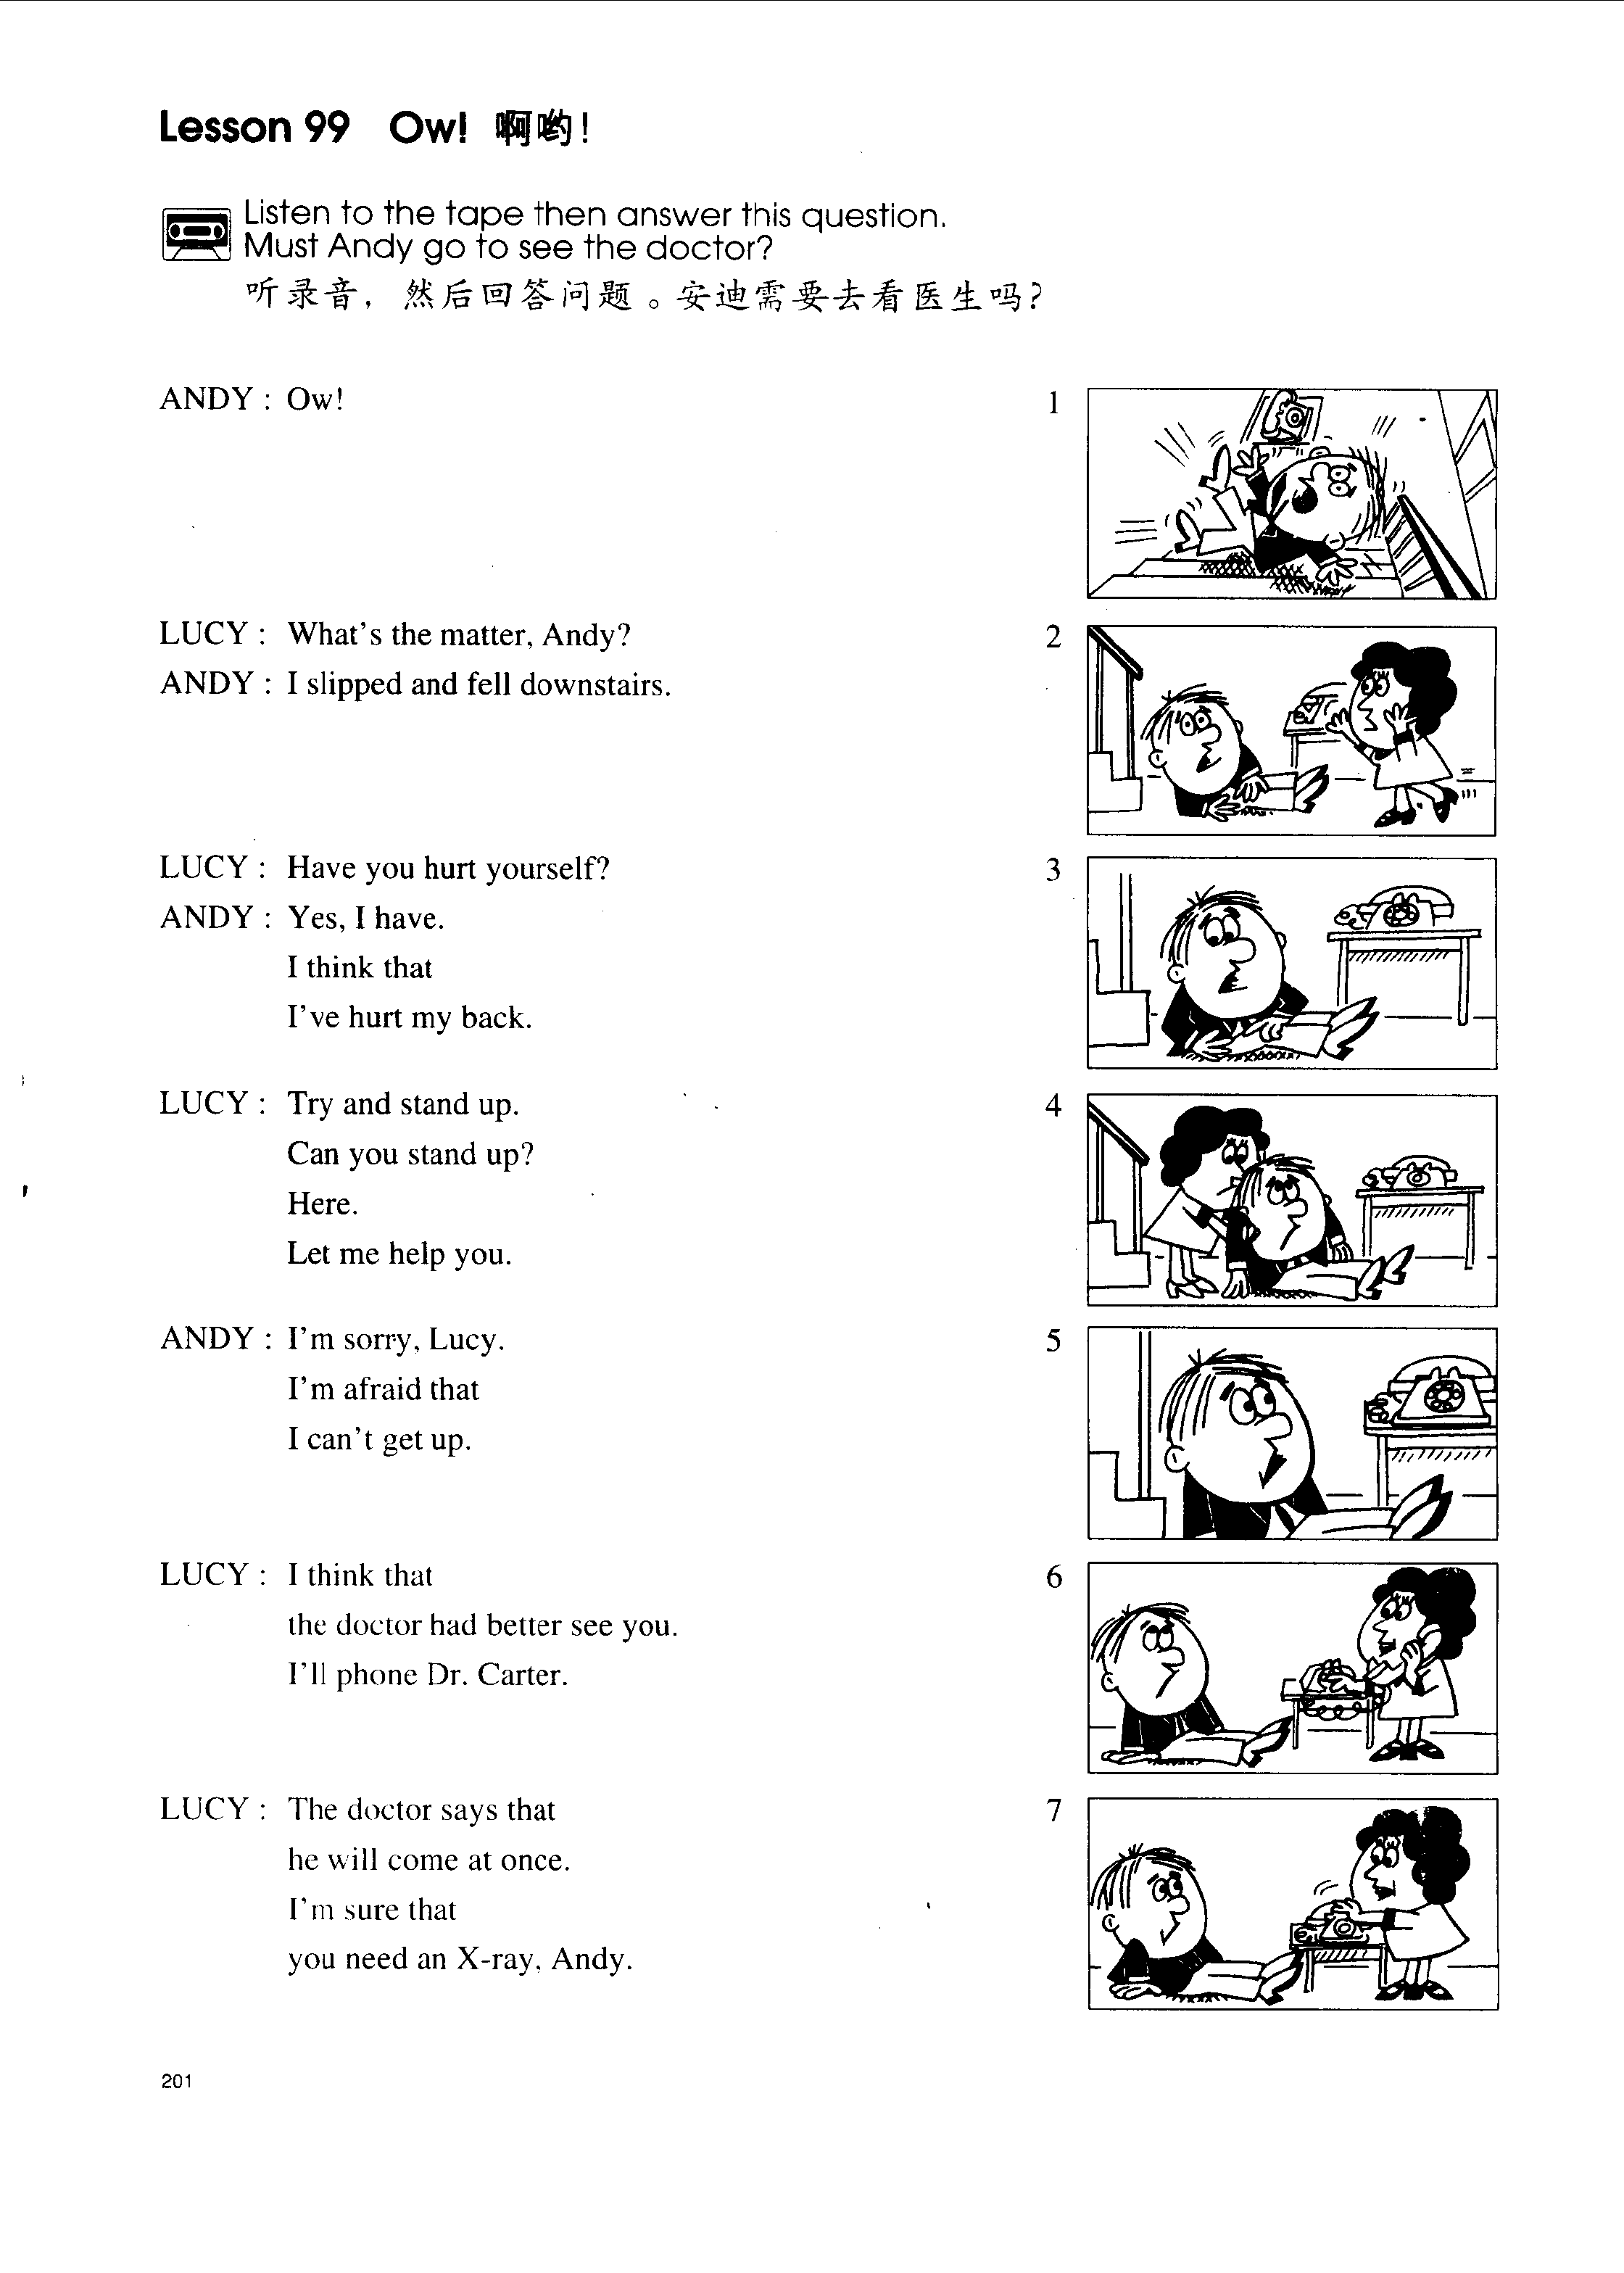 Lesson 99 Ow! 啊哟!
Listen to the tape then answer this question.
Must Andy go to see the doctor?
听录音，然后回答问题。安迪需要去看医生吗?
ANDY : Ow!
1
LUCY : What's the matter, Andy?
2
ANDY : I slipped and fell downstairs.
LUCY : Have you hurt yourself?
3
ANDY : Yes, I have.
I think that
I've hurt my back.
LUCY : Try and stand up.
4
Can you stand up?
Here.
Let me help you.
ANDY : I'm sorry, Lucy.
5
I'm afraid that
I can't get up.
LUCY : I think that
6
the doctor had better see you.
I'll phone Dr. Carter.
LUCY : The doctor says that
7
he will come at once.
I'm sure that
you need an X-ray, Andy.
201